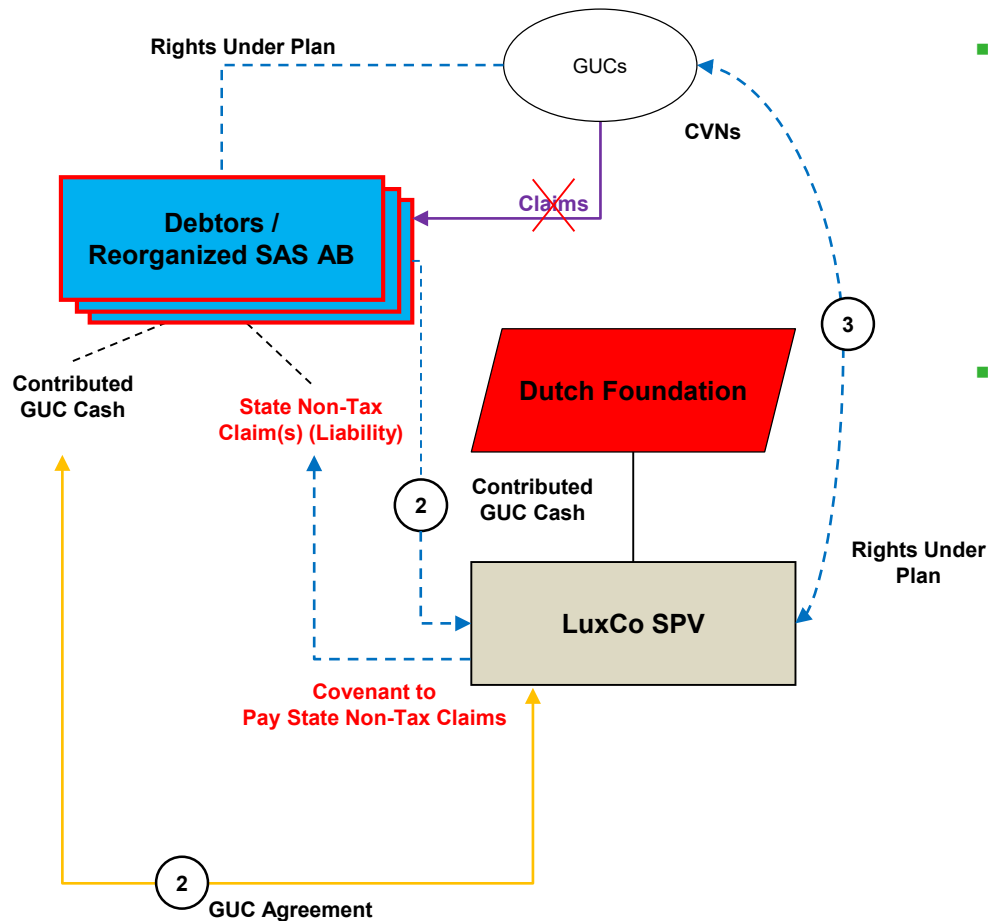 Rights Under Plan
GUCs
CVNs
Claims
Debtors /
Reorganized SAS AB
3
Dutch Foundation
Contributed
GUC Cash
State Non-Tax
Claim(s) (Liability)
2
Contributed
GUC Cash
Rights Under
Plan
LuxCo SPV
Covenant to
Pay State Non-Tax Claims
2
GUC Agreement